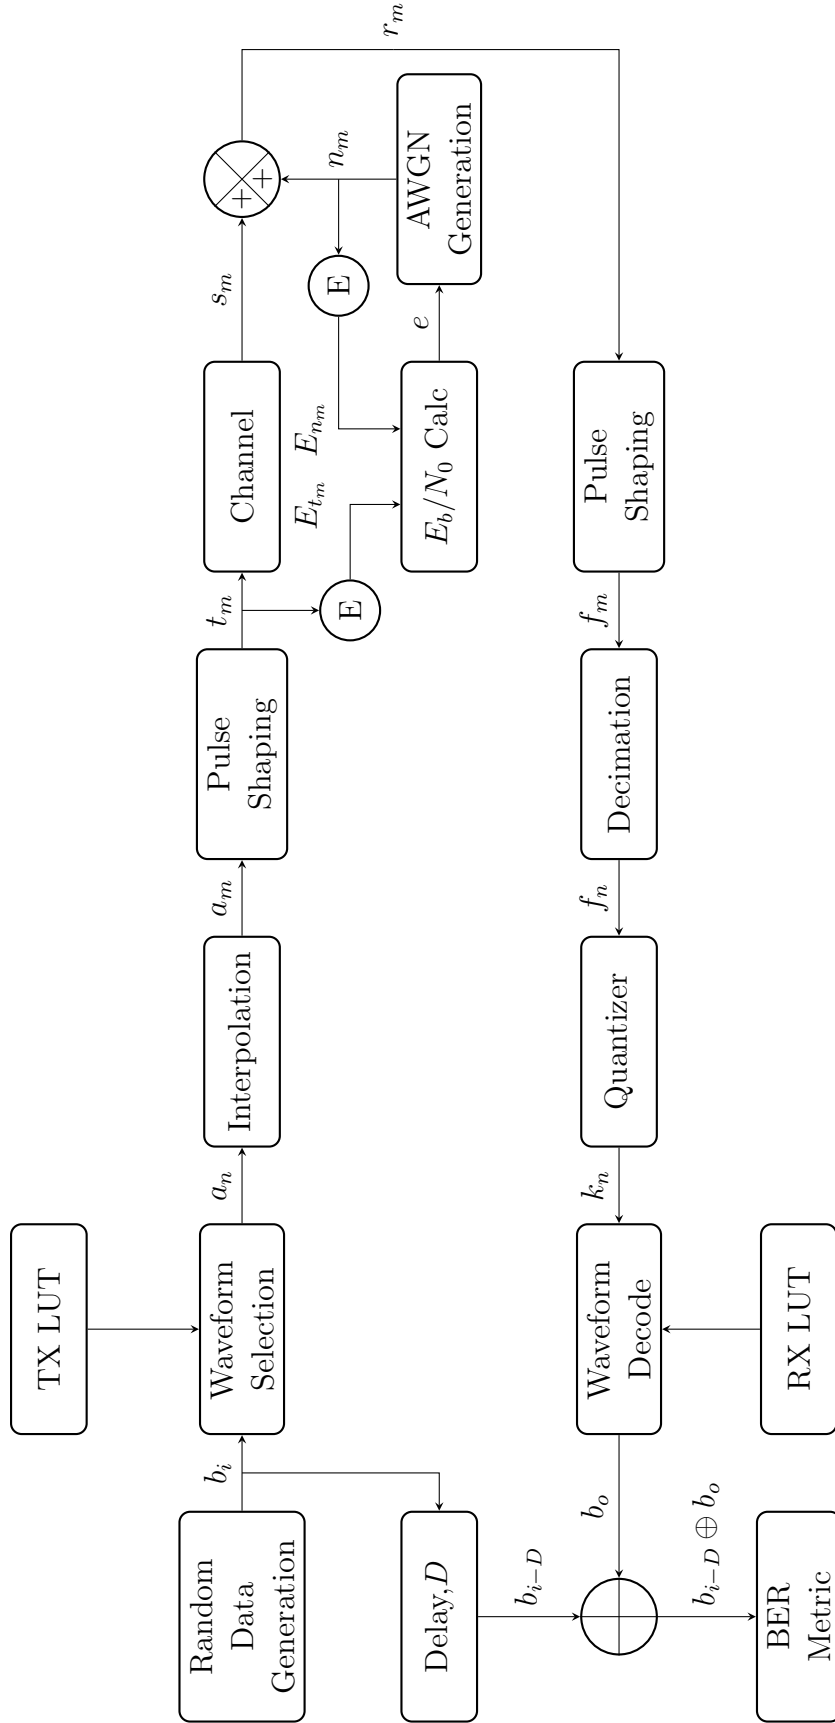 TX LUT
Random
Data
Generation
b_i
Waveform
Selection
a_n
Interpolation
a_m
Pulse
Shaping
t_m
Channel
s_m
+
+
r_m
E
E_{t_m}
E_{n_m}
E
n_m
Delay,D
E_b/N_0 Calc
e
AWGN
Generation
b_{i−D}
b_o
Waveform
Decode
k_n
Quantizer
f_n
Decimation
f_m
Pulse
Shaping
b_{i−D} ⊕ b_o
BER
Metric
RX LUT